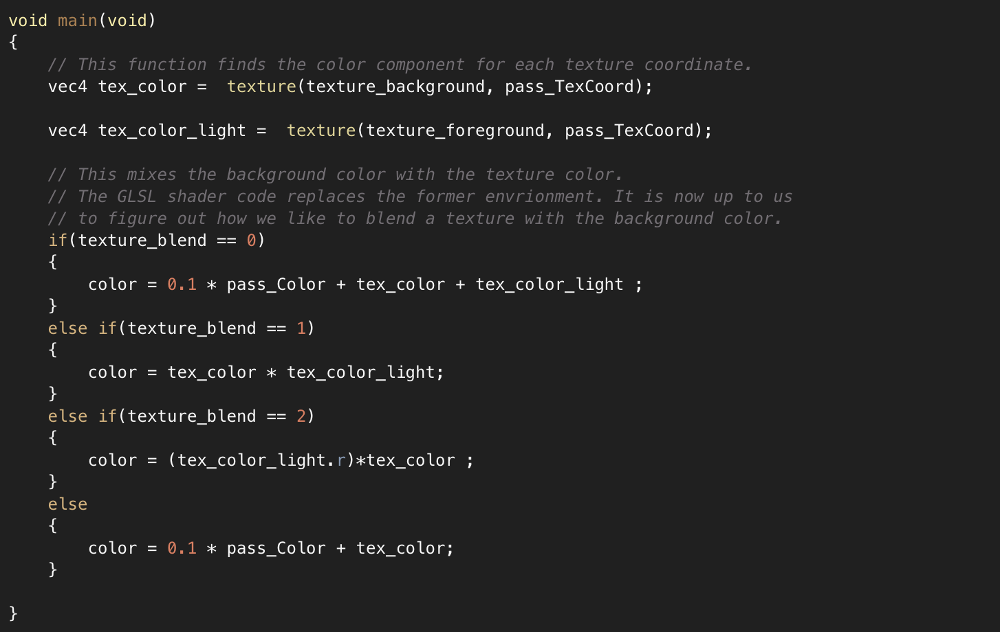 void main(void)
{
    // This function finds the color component for each texture coordinate.
    vec4 tex_color =  texture(texture_background, pass_TexCoord);
    vec4 tex_color_light =  texture(texture_foreground, pass_TexCoord);
    // This mixes the background color with the texture color.
    // The GLSL shader code replaces the former envrionment. It is now up to us
    // to figure out how we like to blend a texture with the background color.
    if(texture_blend == 0)
    {
        color = 0.1 * pass_Color + tex_color + tex_color_light ;
    }
    else if(texture_blend == 1)
    {
        color = tex_color * tex_color_light;
    }
    else if(texture_blend == 2)
    {
        color = (tex_color_light.r)*tex_color ;
    }
    else
    {
        color = 0.1 * pass_Color + tex_color;
    }
}